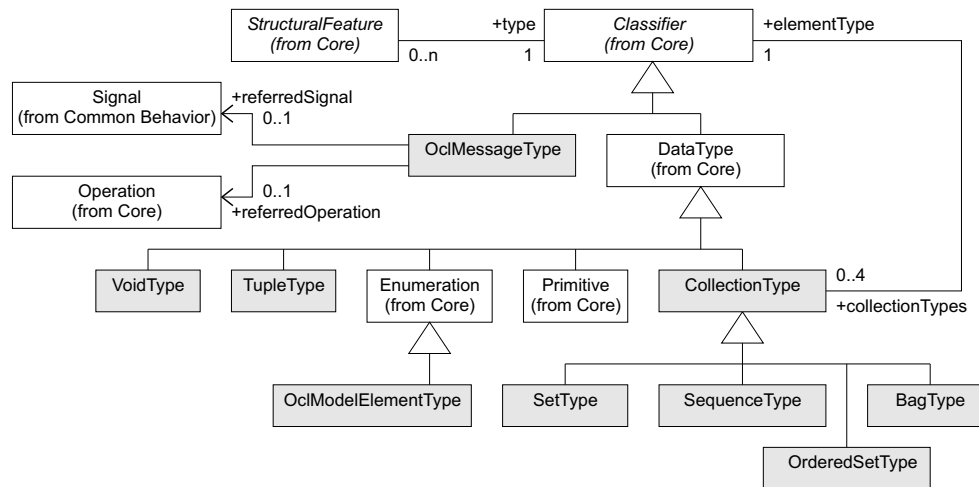 StructuralFeature
(from Core)
+type
0..n
1
Classifier
(from Core)
+elementType
1
Signal
(from Common Behavior)
+referredSignal
0..1
OclMessageType
DataType
(from Core)
Operation
(from Core)
0..1
+referredOperation
VoidType
TupleType
Enumeration
(from Core)
Primitive
(from Core)
CollectionType
0..4
+collectionTypes
OclModelElementType
SetType
SequenceType
BagType
OrderedSetType